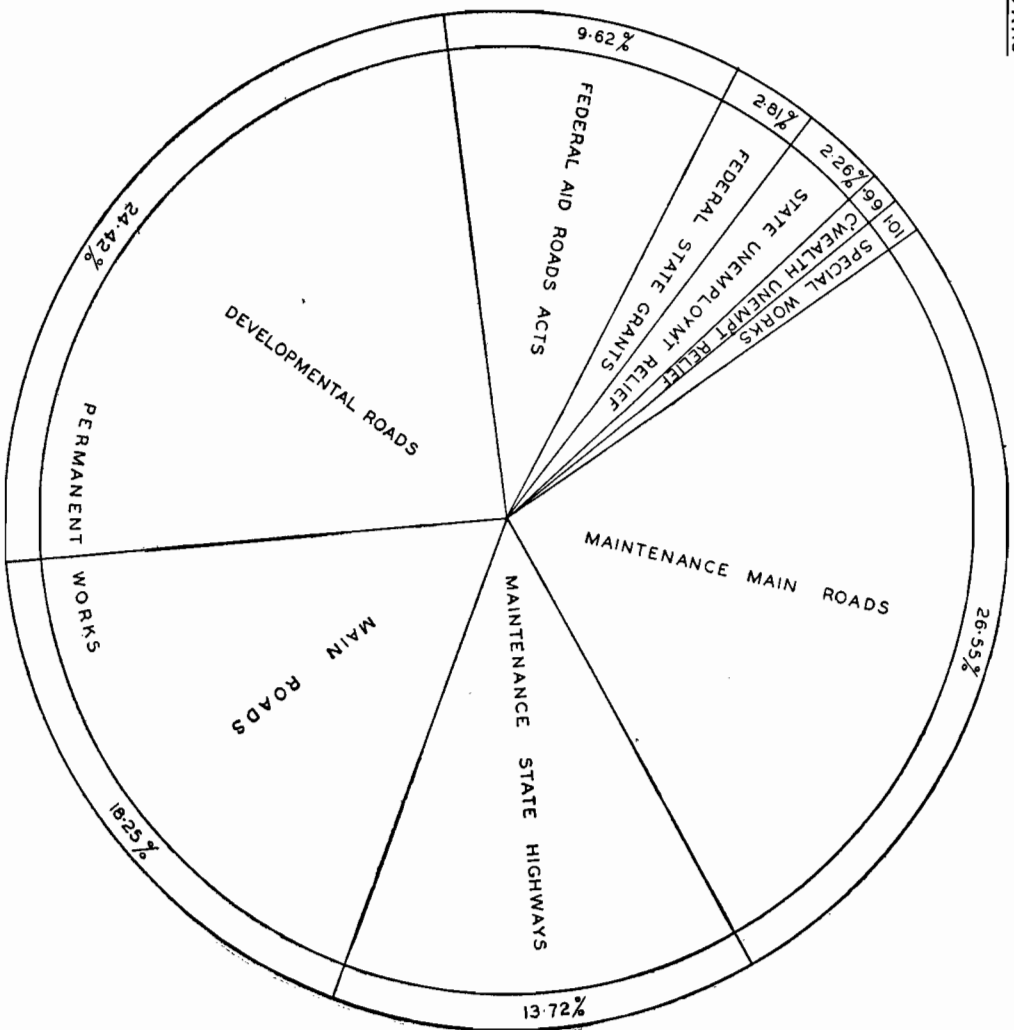 9·62%
FEDERAL AID ROADS ACTS
2·81%
FEDERAL STATE GRANTS
2·26%
STATE UNEMPLOYMT RELIEF
·99
C'WEALTH UNEMPT RELIEF
1·01
SPECIAL WORKS
26·55%
MAINTENANCE MAIN ROADS
13·72%
MAINTENANCE STATE HIGHWAYS
18·25%
MAIN ROADS
24·42%
DEVELOPMENTAL ROADS
PERMANENT WORKS